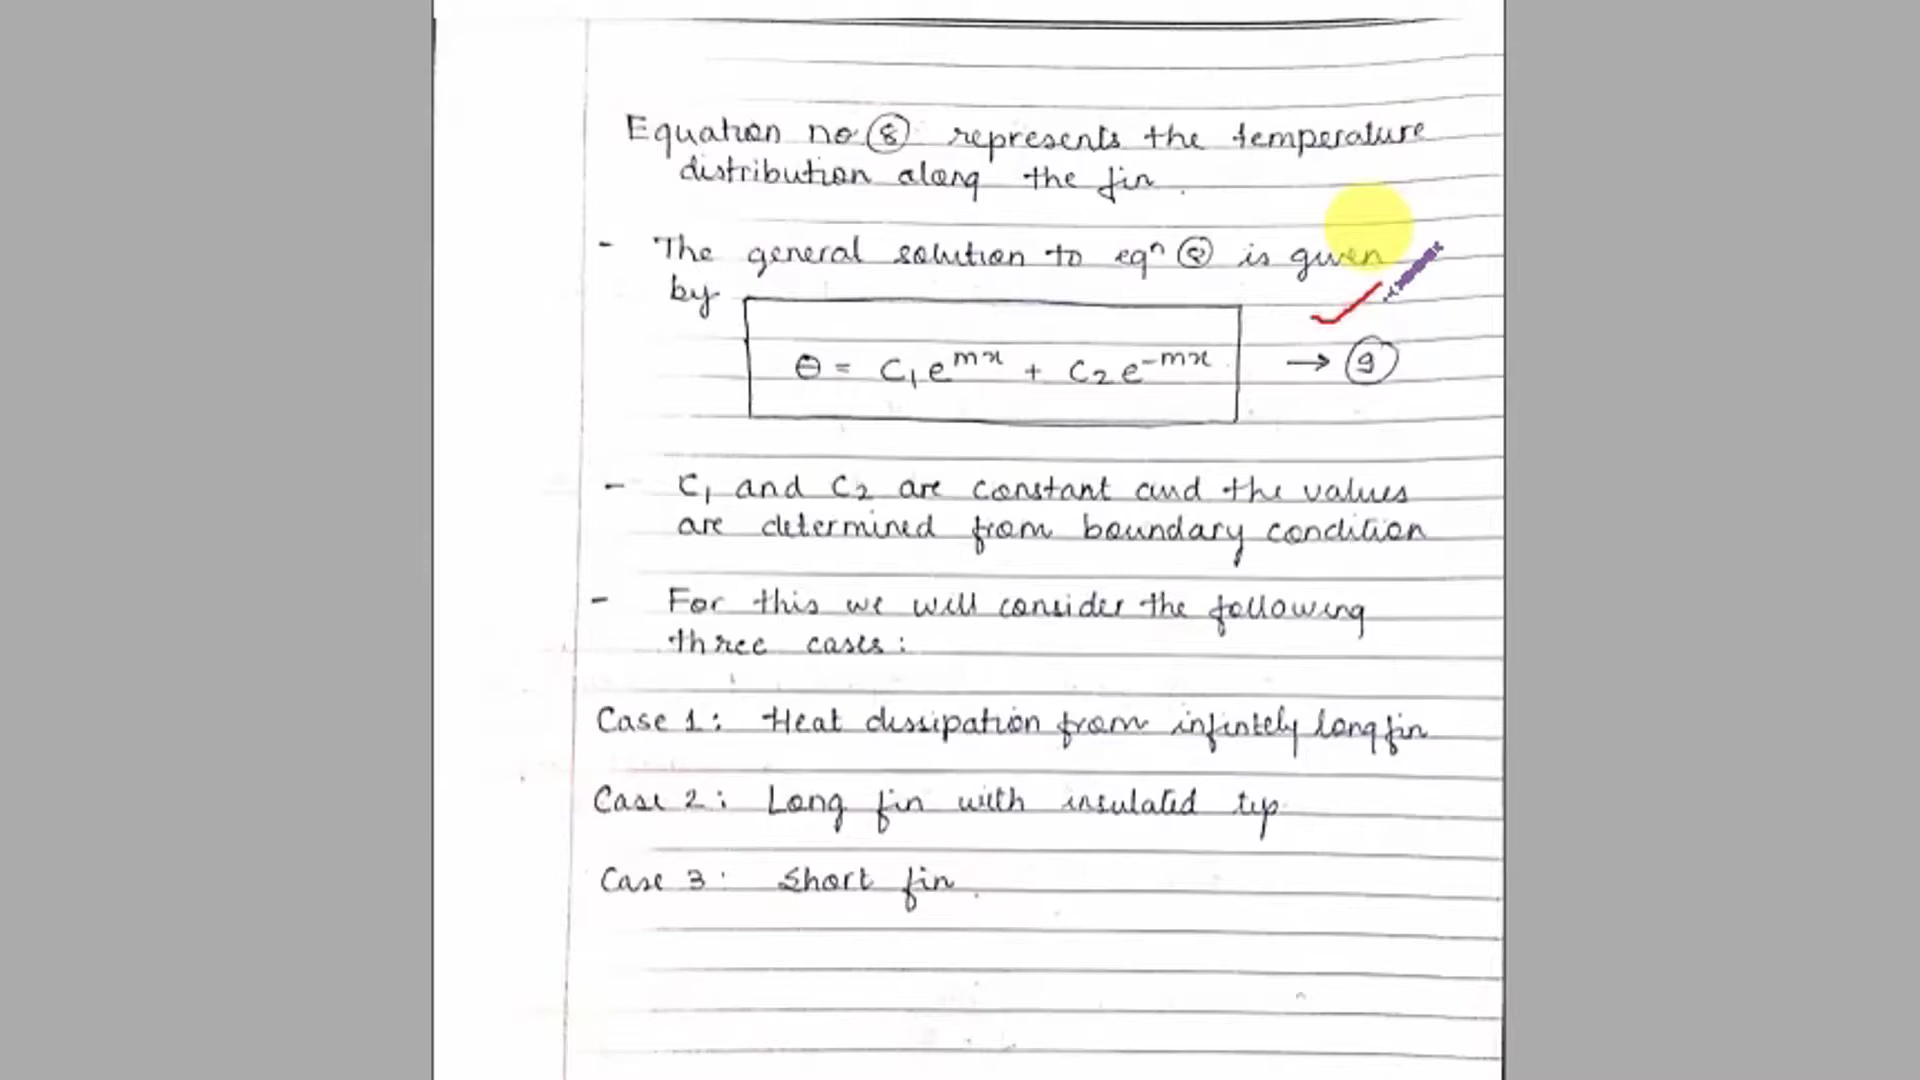 Equation no ⑧ represents the temperature
distribution along the fin.
- The general solution to eqⁿ ⑧ is given
by
θ = C₁e^mx + C₂e^-mx → ⑨
- C₁ and C₂ are constant and the values
are determined from boundary condition
- For this we will consider the following
three cases:
Case 1: Heat dissipation from infintely long fin
Case 2: Long fin with insulated tip
Case 3: Short fin.